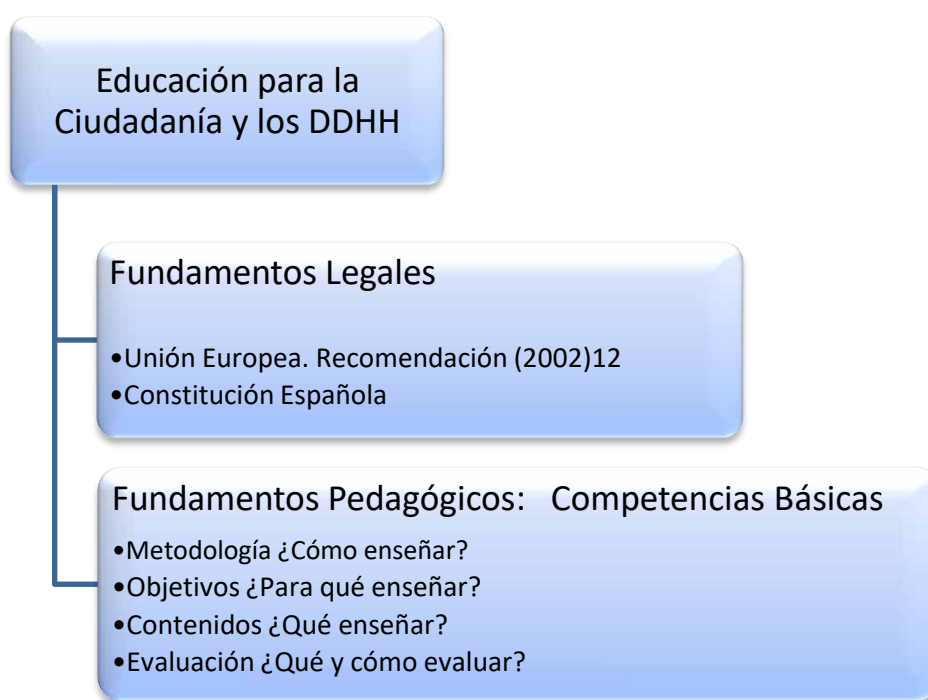 Educación para la
Ciudadanía y los DDHH
Fundamentos Legales
•Unión Europea. Recomendación (2002)12
•Constitución Española
Fundamentos Pedagógicos: Competencias Básicas
•Metodología ¿Cómo enseñar?
•Objetivos ¿Para qué enseñar?
•Contenidos ¿Qué enseñar?
•Evaluación ¿Qué y cómo evaluar?